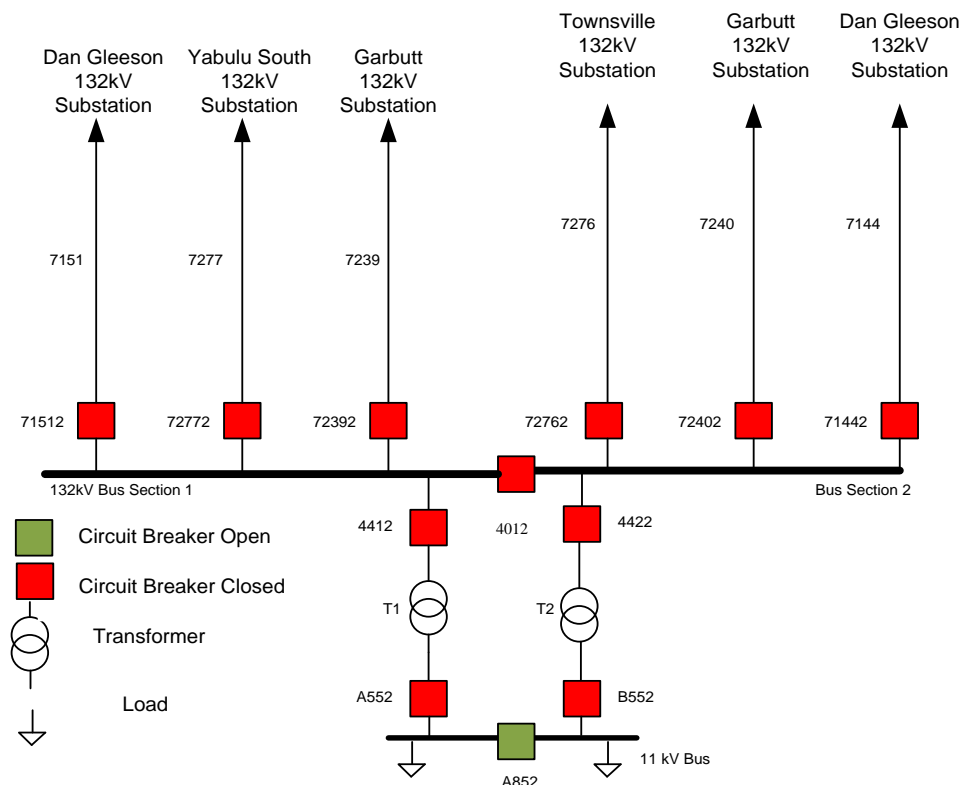 Dan Gleeson
132kV
Substation
Yabulu South
132kV
Substation
Garbutt
132kV
Substation
Townsville
132kV
Substation
Garbutt
132kV
Substation
Dan Gleeson
132kV
Substation
7151
7277
7239
7276
7240
7144
71512
72772
72392
72762
72402
71442
132kV Bus Section 1
Bus Section 2
4412
4012
4422
Circuit Breaker Open
Circuit Breaker Closed
T1
T2
Transformer
Load
A552
B552
11 kV Bus
A852